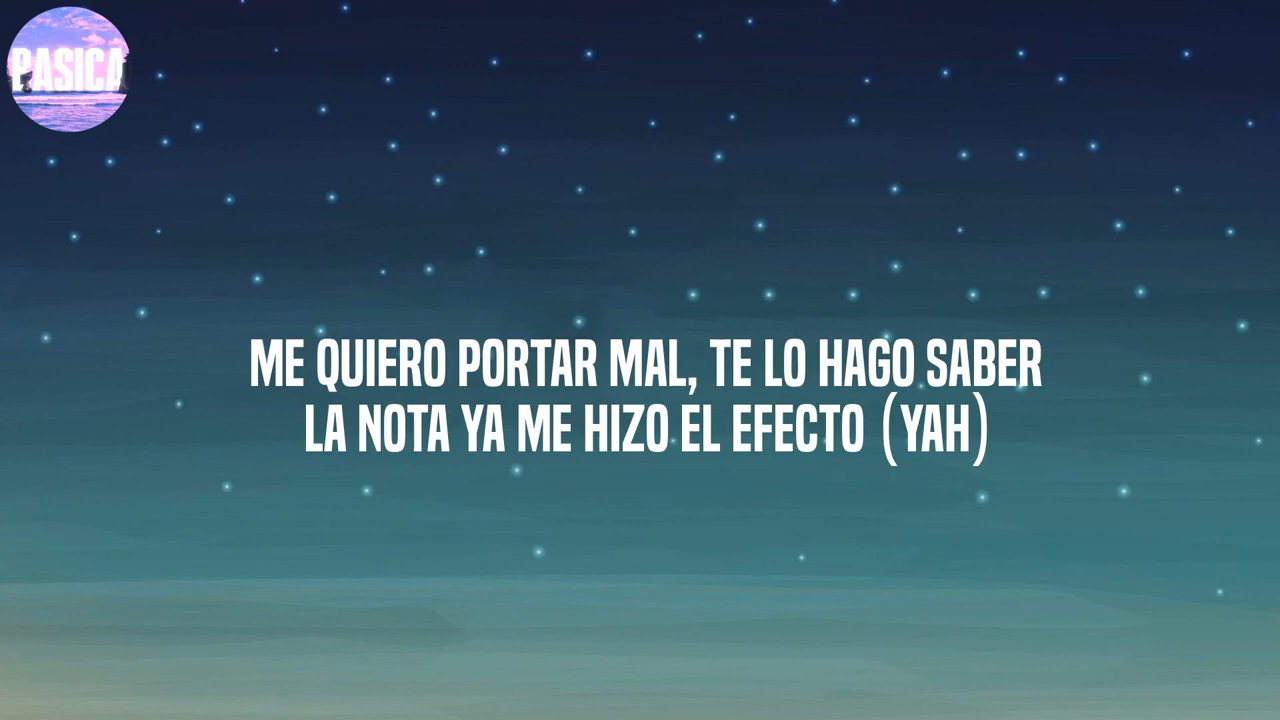 PASICA
ME QUIERO PORTAR MAL, TE LO HAGO SABER
LA NOTA YA ME HIZO EL EFECTO (YAH)